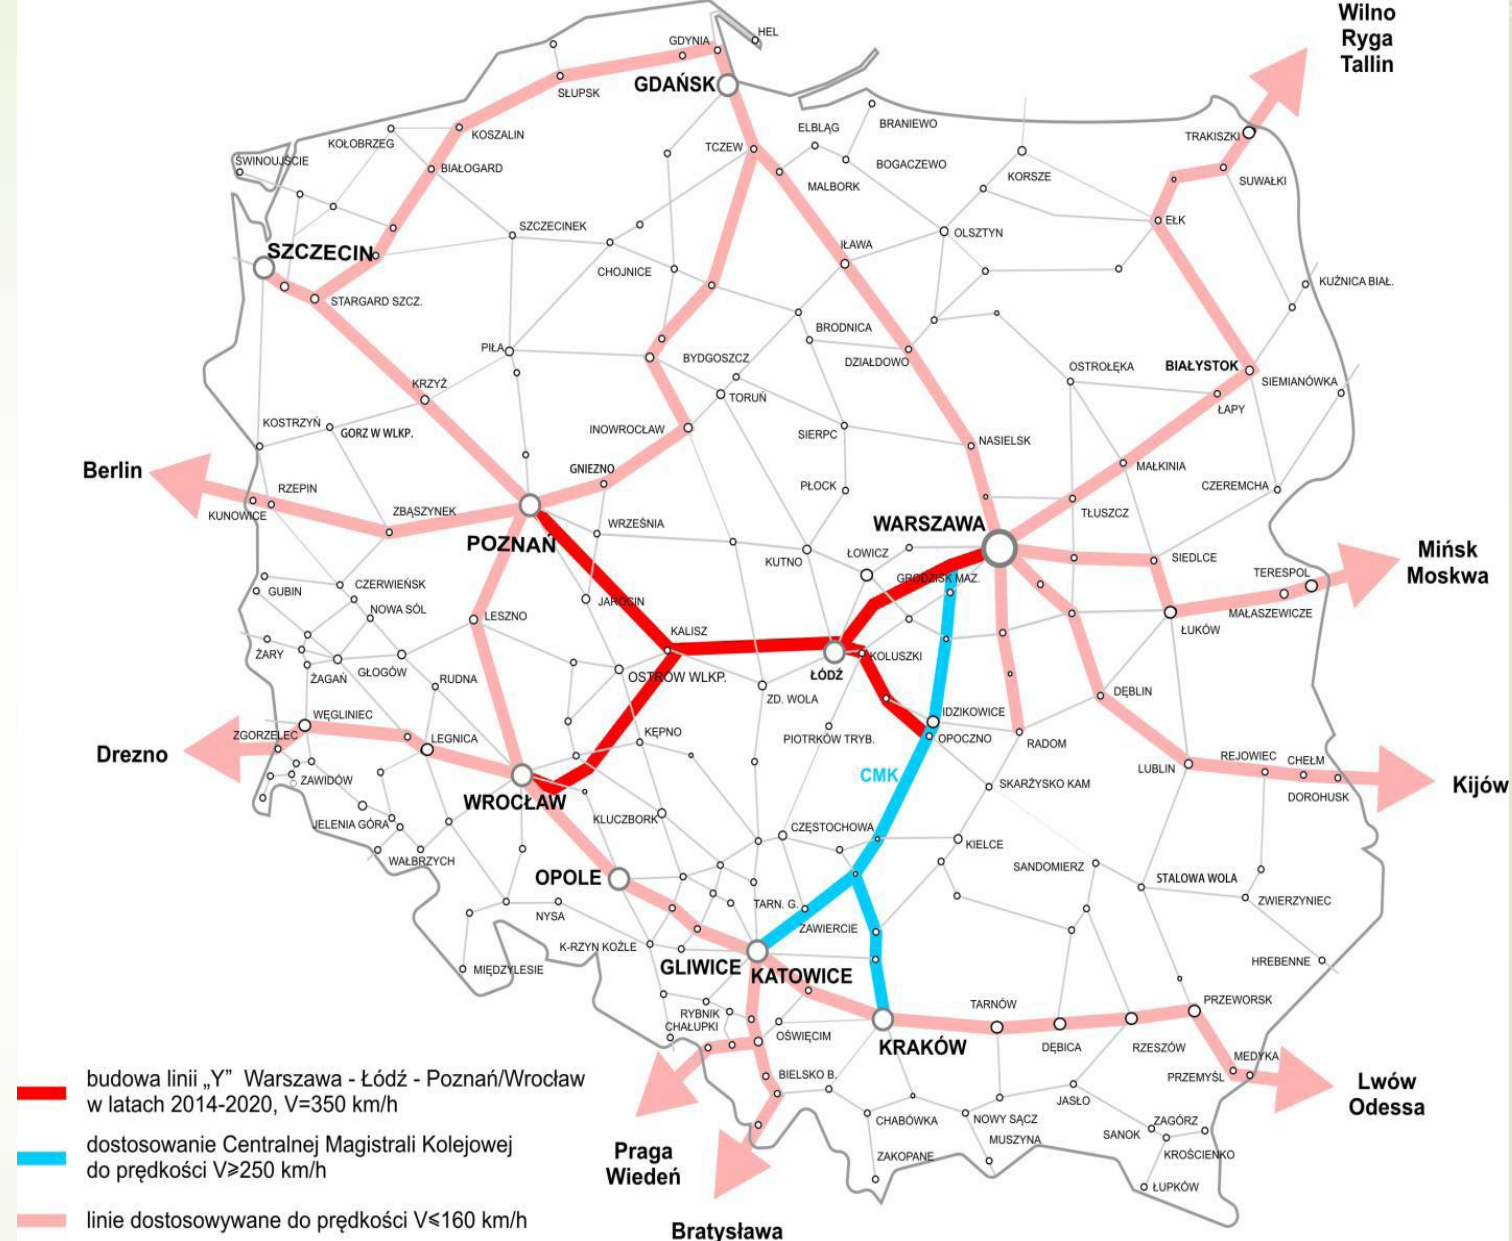 Wilno
Ryga
Tallin
HEL
GDYNIA
GDAŃSK
SŁUPSK
KOSZALIN
KOŁOBRZEG
BIAŁOGARD
ŚWINOUJŚCIE
TCZEW
ELBLĄG
BRANIEWO
BOGACZEWO
MALBORK
KORSZE
TRAKISZKI
SUWAŁKI
EŁK
SZCZECINEK
OLSZTYN
IŁAWA
SZCZECIN
CHOJNICE
KUŹNICA BIAŁ.
STARGARD SZCZ.
BRODNICA
PIŁA
BYDGOSZCZ
DZIAŁDOWO
OSTROŁĘKA
BIAŁYSTOK
SIEMIANÓWKA
KRZYŻ
TORUŃ
ŁAPY
KOSTRZYŃ
GORZ W WLKP.
INOWROCŁAW
SIERPC
NASIELSK
Berlin
GNIEZNO
MAŁKINIA
RZEPIN
PŁOCK
CZEREMCHA
KUNOWICE
ZBĄSZYNEK
TŁUSZCZ
WRZEŚNIA
WARSZAWA
POZNAŃ
KUTNO
ŁOWICZ
SIEDLCE
Mińsk
Moskwa
GRODZISK MAZ.
TERESPOL
GUBIN
CZERWIEŃSK
JAROCIN
MAŁASZEWICZE
NOWA SÓL
LESZNO
KALISZ
ŁUKÓW
ŻARY
GŁOGÓW
KOLUSZKI
ŻAGAŃ
RUDNA
OSTRÓW WLKP.
ŁÓDŹ
ZD. WOLA
DĘBLIN
WĘGLINIEC
IDZIKOWICE
ZGORZELEC
LEGNICA
KĘPNO
PIOTRKÓW TRYB.
OPOCZNO
RADOM
Drezno
REJOWIEC
CHEŁM
LUBLIN
DOROHUSK
Kijów
ZAWIDÓW
CMK
SKARŻYSKO KAM
WROCŁAW
JELENIA GÓRA
KLUCZBORK
CZĘSTOCHOWA
KIELCE
WAŁBRZYCH
SANDOMIERZ
OPOLE
STALOWA WOLA
NYSA
TARN. G.
ZWIERZYNIEC
ZAWIERCIE
K-RZYN KOŹLE
MIĘDZYLESIE
GLIWICE
KATOWICE
HREBENNE
RYBNIK
CHAŁUPKI
OŚWIĘCIM
TARNÓW
PRZEWORSK
KRAKÓW
DĘBICA
RZESZÓW
MEDYKA
PRZEMYŚL
BIELSKO B.
Lwów
Odessa
JASŁO
CHABÓWKA
NOWY SĄCZ
ZAGÓRZ
SANOK
MUSZYNA
KROŚCIENKO
ZAKOPANE
ŁUPKÓW
Praga
Wiedeń
Bratysława
budowa linii „Y” Warszawa - Łódź - Poznań/Wrocław
w latach 2014-2020, V=350 km/h
dostosowanie Centralnej Magistrali Kolejowej
do prędkości V≥250 km/h
linie dostosowywane do prędkości V≤160 km/h